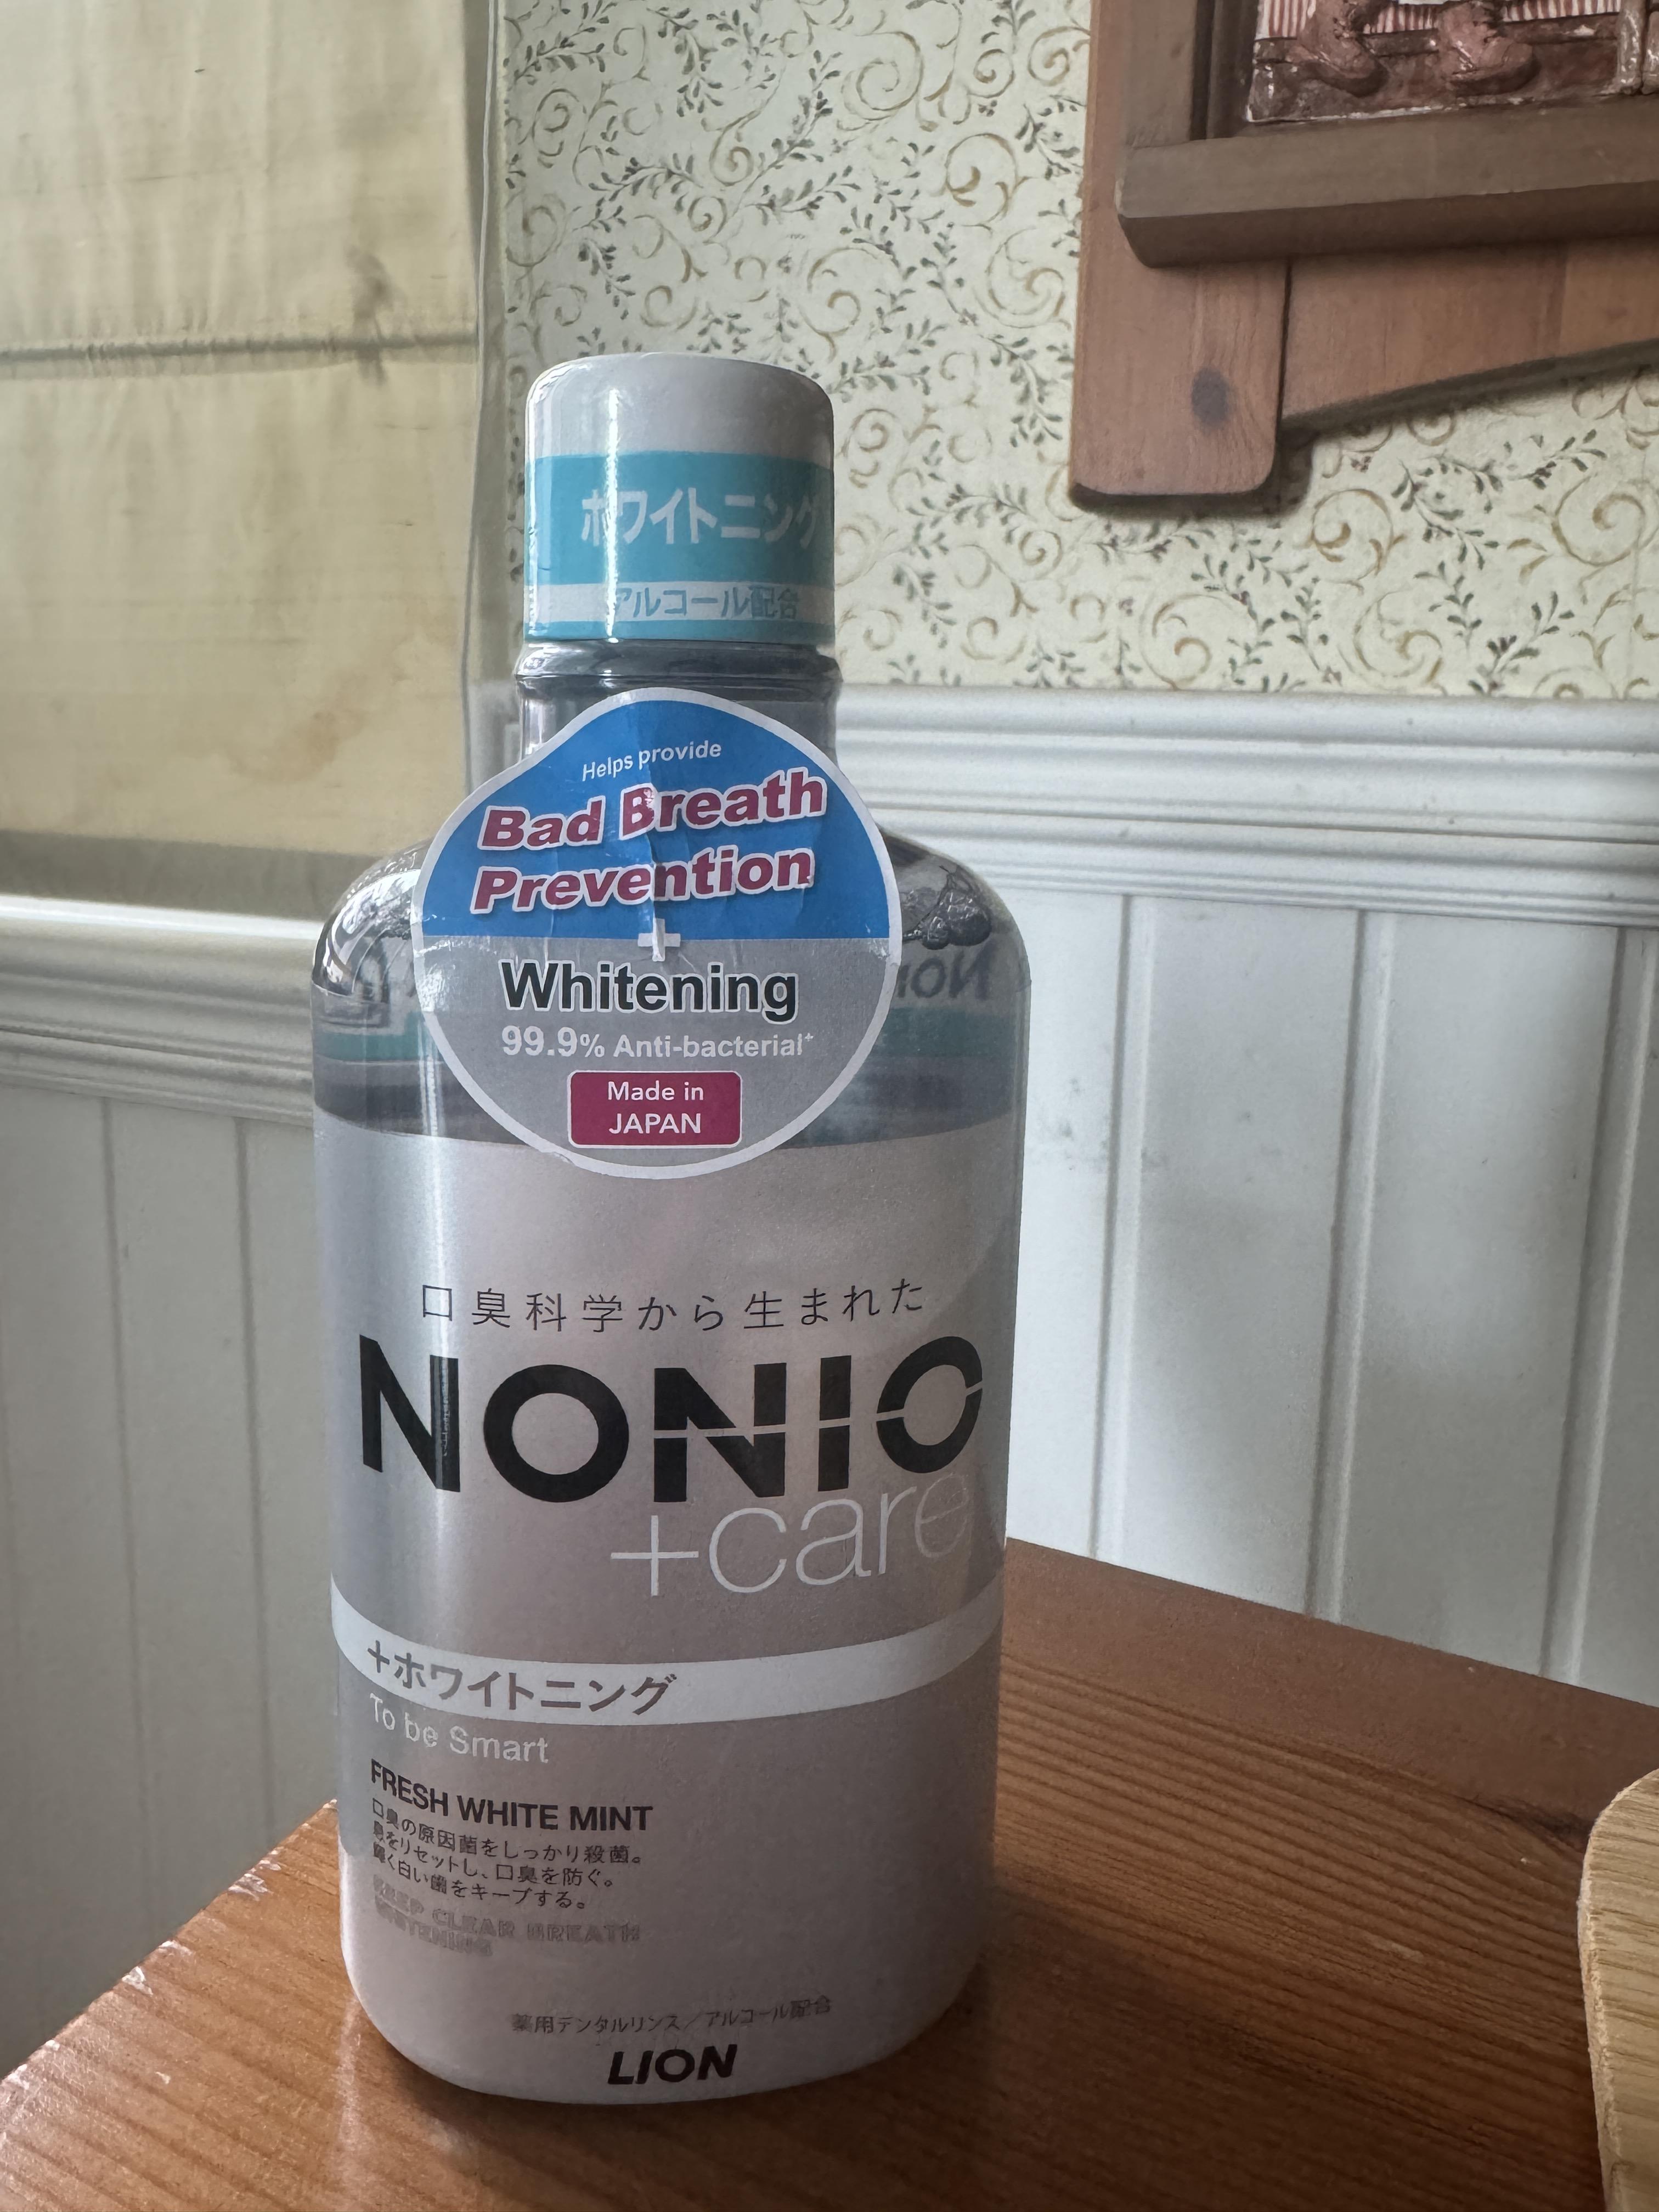 ホワイトニング
アルコール配合
Helps provide
Bad Breath
Prevention
+
Whitening
99.9% Anti-bacterial+
Made in
JAPAN
口臭科学から生まれた
NONIO
+care
+ホワイトニング
To be Smart
FRESH WHITE MINT
口臭の原因菌をしっかり殺菌。
息をリセットし、口臭を防ぐ。
輝く白い歯をキープする。
KEEP CLEAR BREATH
WHITENING
薬用デンタルリンス／アルコール配合
LION